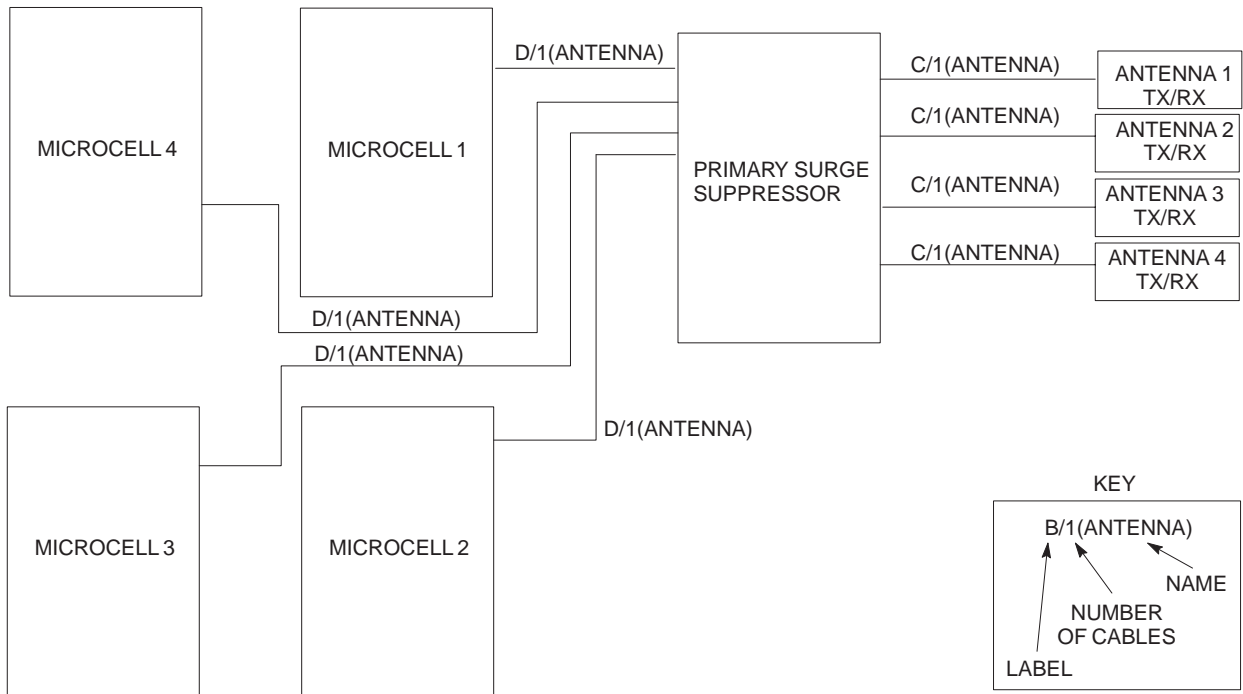 MICROCELL 4
MICROCELL 1
D/1(ANTENNA)
PRIMARY SURGE
SUPPRESSOR
C/1(ANTENNA)
ANTENNA 1
TX/RX
C/1(ANTENNA)
ANTENNA 2
TX/RX
C/1(ANTENNA)
ANTENNA 3
TX/RX
C/1(ANTENNA)
ANTENNA 4
TX/RX
D/1(ANTENNA)
D/1(ANTENNA)
D/1(ANTENNA)
MICROCELL 3
MICROCELL 2
KEY
B/1(ANTENNA)
NAME
NUMBER
OF CABLES
LABEL